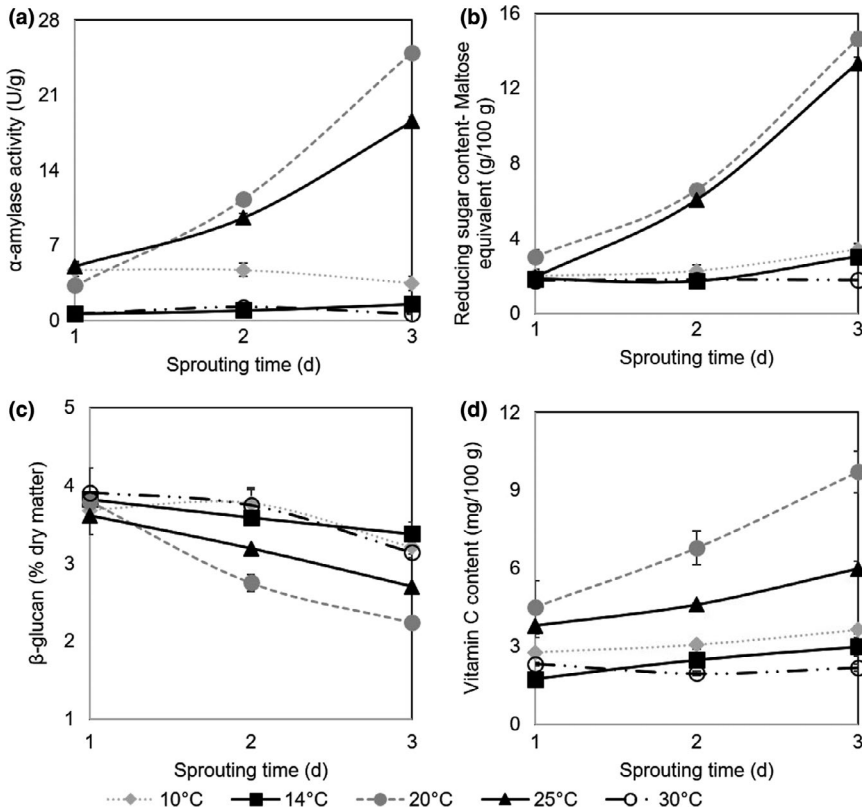 (a)
28
21
14
7
0
α-amylase activity (U/g)
1 2 3
Sprouting time (d)
(b)
16
12
8
4
0
Reducing sugar content- Maltose
equivalent (g/100 g)
1 2 3
Sprouting time (d)
(c)
5
4
3
2
1
β-glucan (% dry matter)
1 2 3
Sprouting time (d)
(d)
12
9
6
3
0
Vitamin C content (mg/100 g)
1 2 3
Sprouting time (d)
10°C 14°C 20°C 25°C 30°C